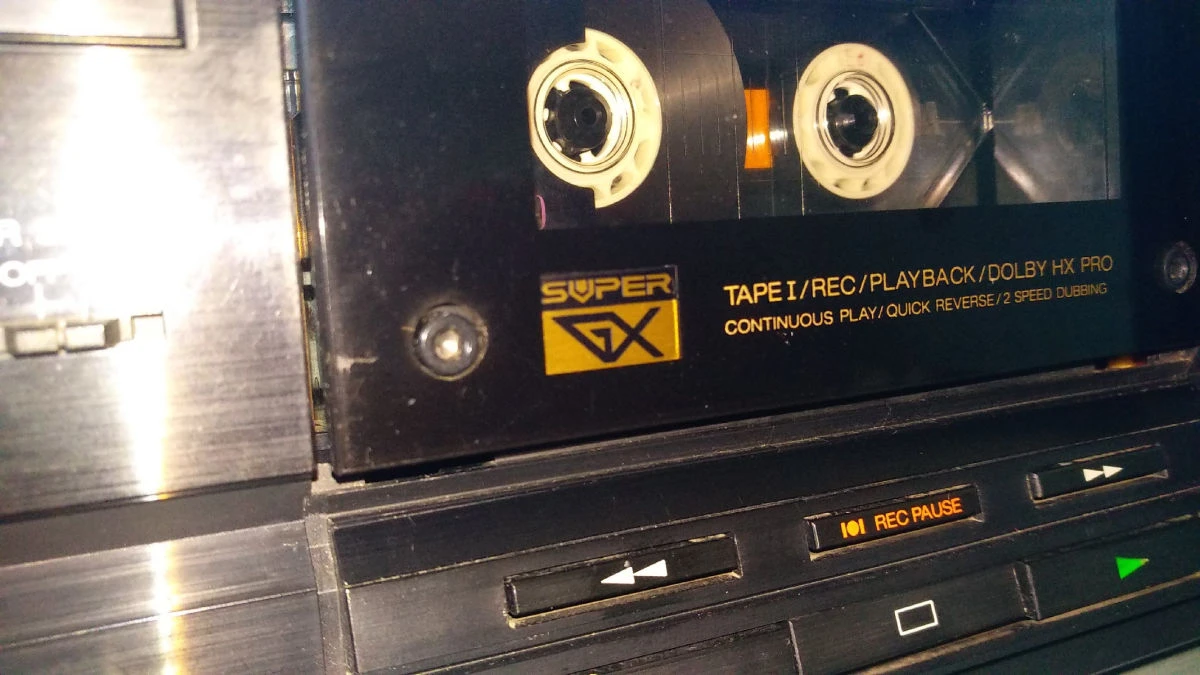 SUPER
GX
TAPE I/REC/PLAYBACK/DOLBY HX PRO
CONTINUOUS PLAY/QUICK REVERSE/2 SPEED DUBBING
REC PAUSE